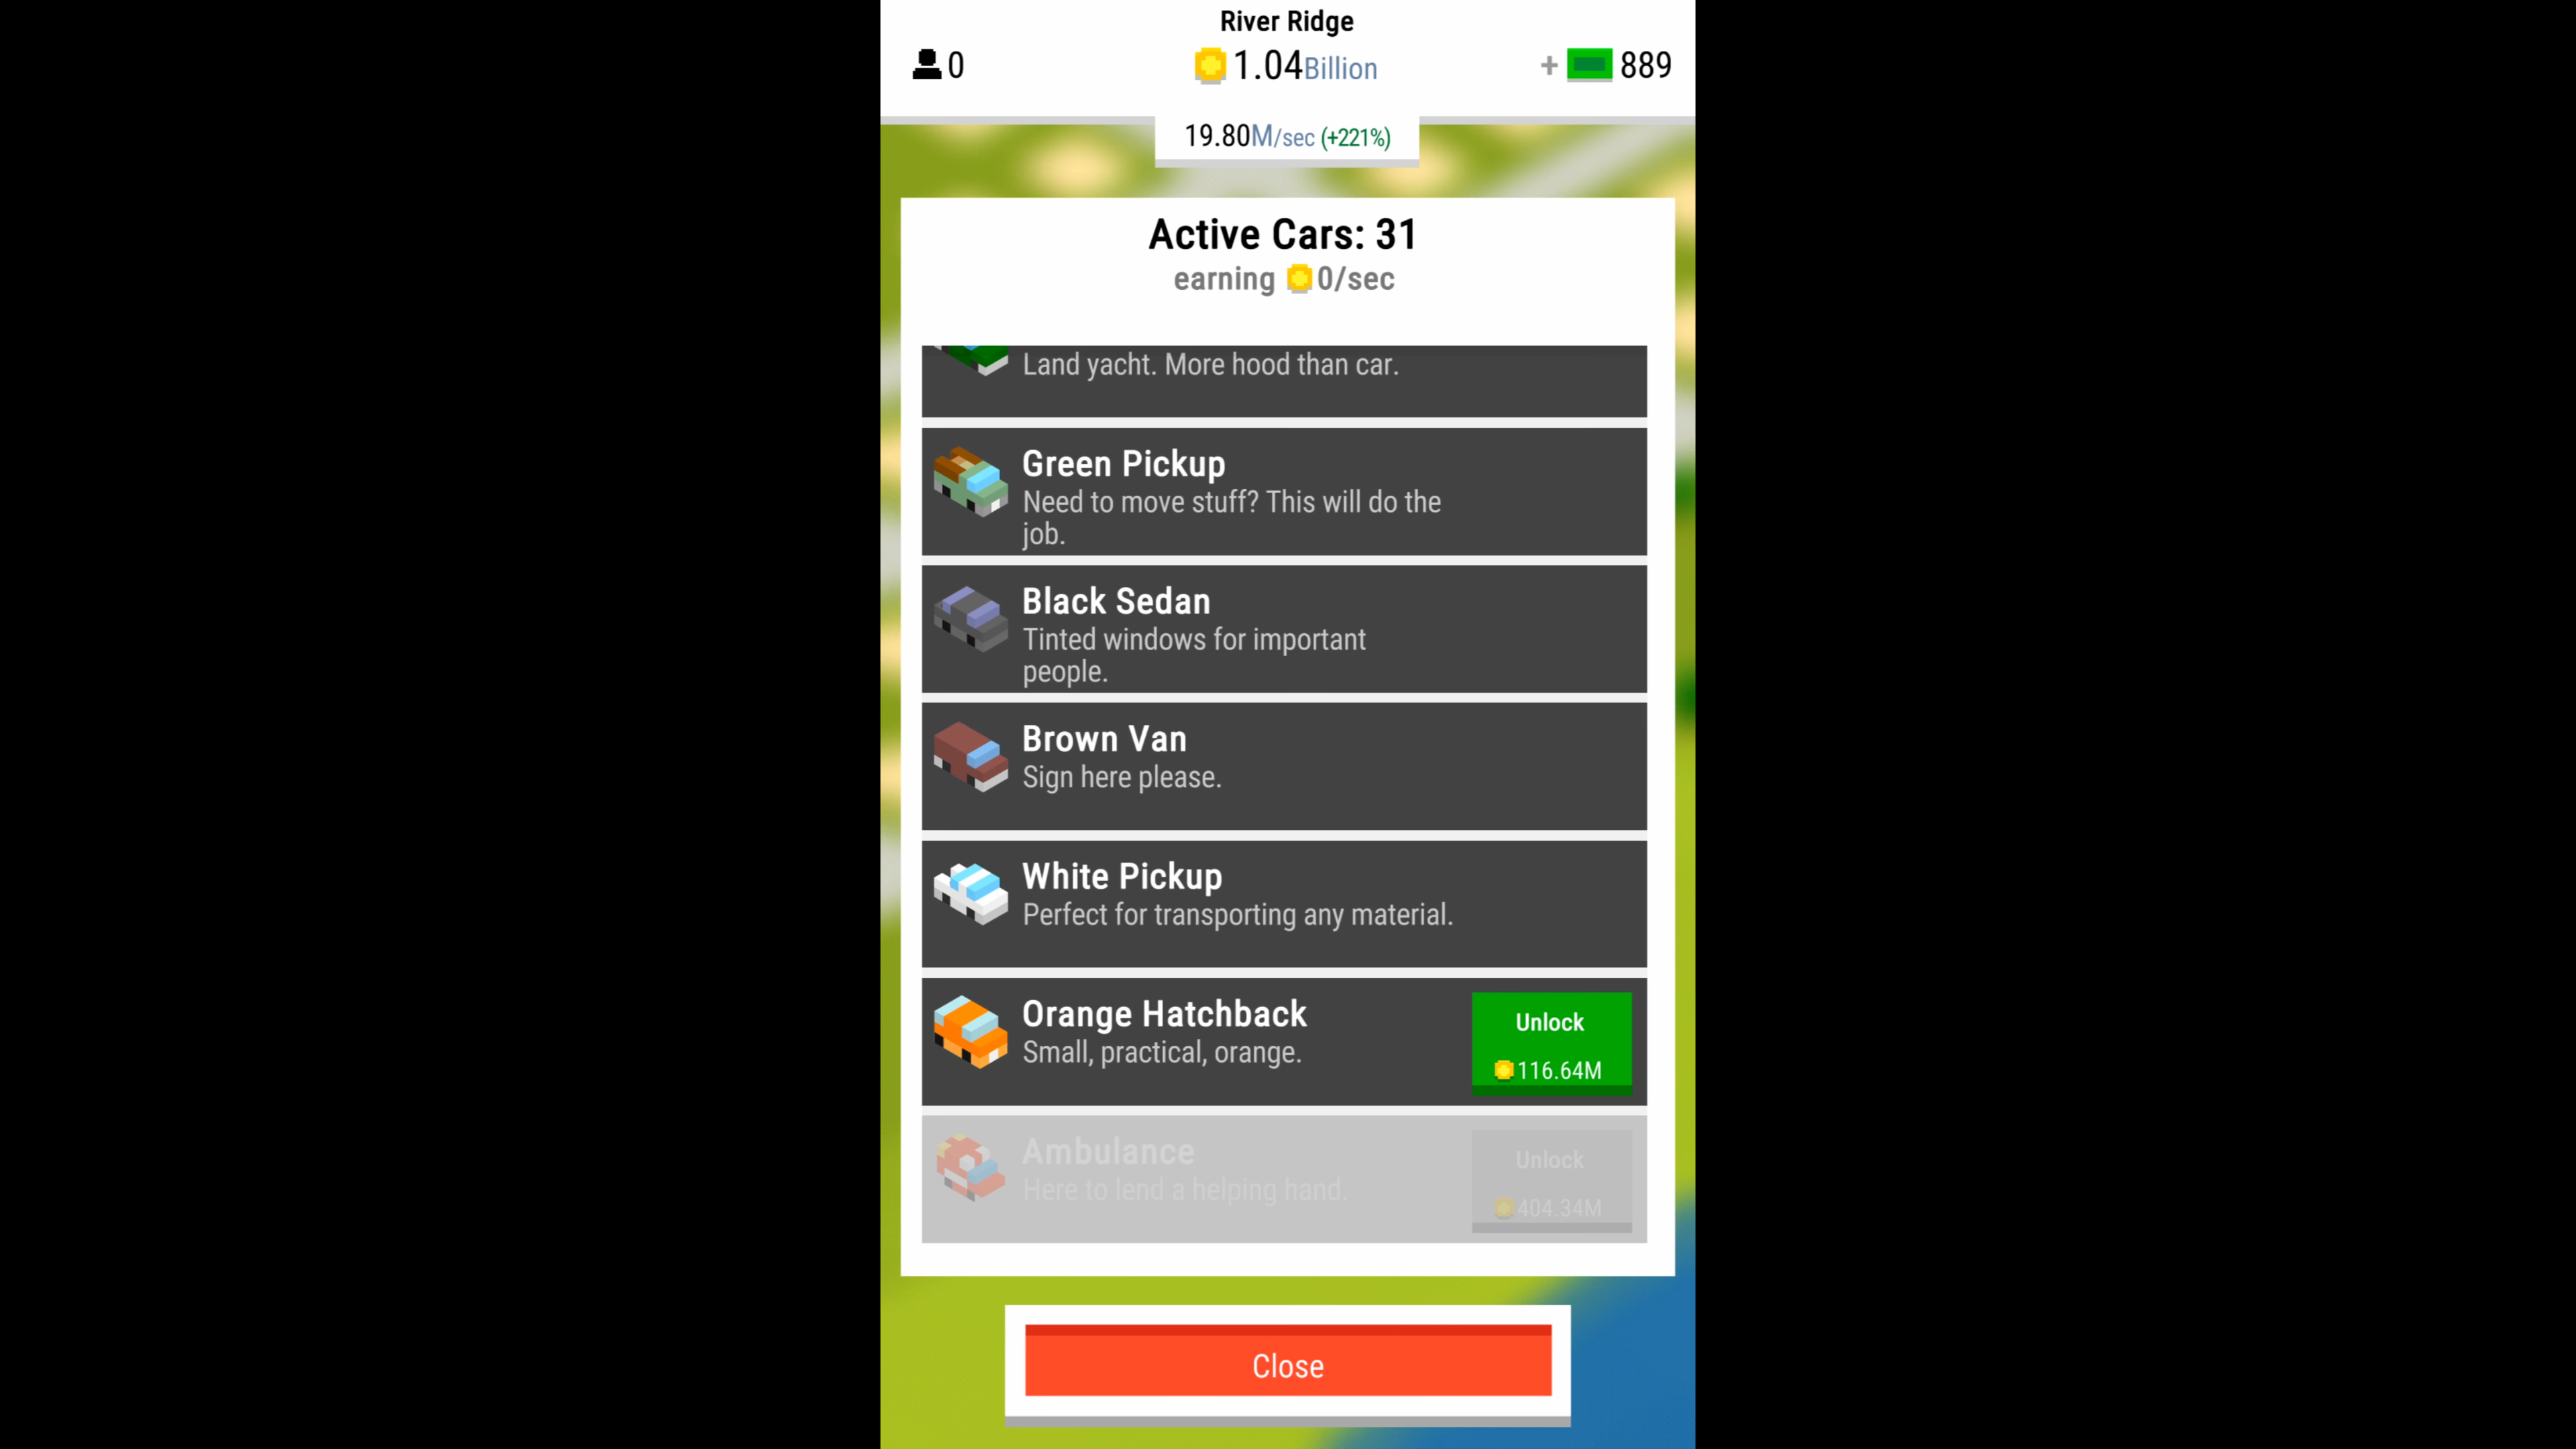 River Ridge
0
1.04Billion
+ 889
19.80M/sec (+221%)
Active Cars: 31
earning 0/sec
Land yacht. More hood than car.
Green Pickup
Need to move stuff? This will do the
job.
Black Sedan
Tinted windows for important
people.
Brown Van
Sign here please.
White Pickup
Perfect for transporting any material.
Orange Hatchback
Small, practical, orange.
Unlock
116.64M
Ambulance
Here to lend a helping hand.
Unlock
404.34M
Close